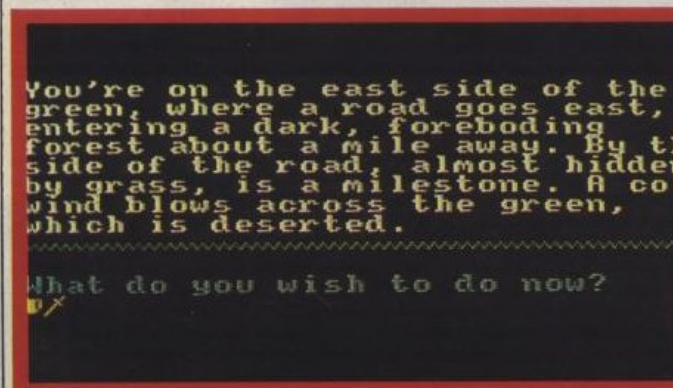 You're on the east side of the
green, where a road goes east,
entering a dark, foreboding
forest about a mile away. By
side of the road, almost hidden
by grass, is a milestone. A
wind blows across the green,
which is deserted.
What do you wish to do now?